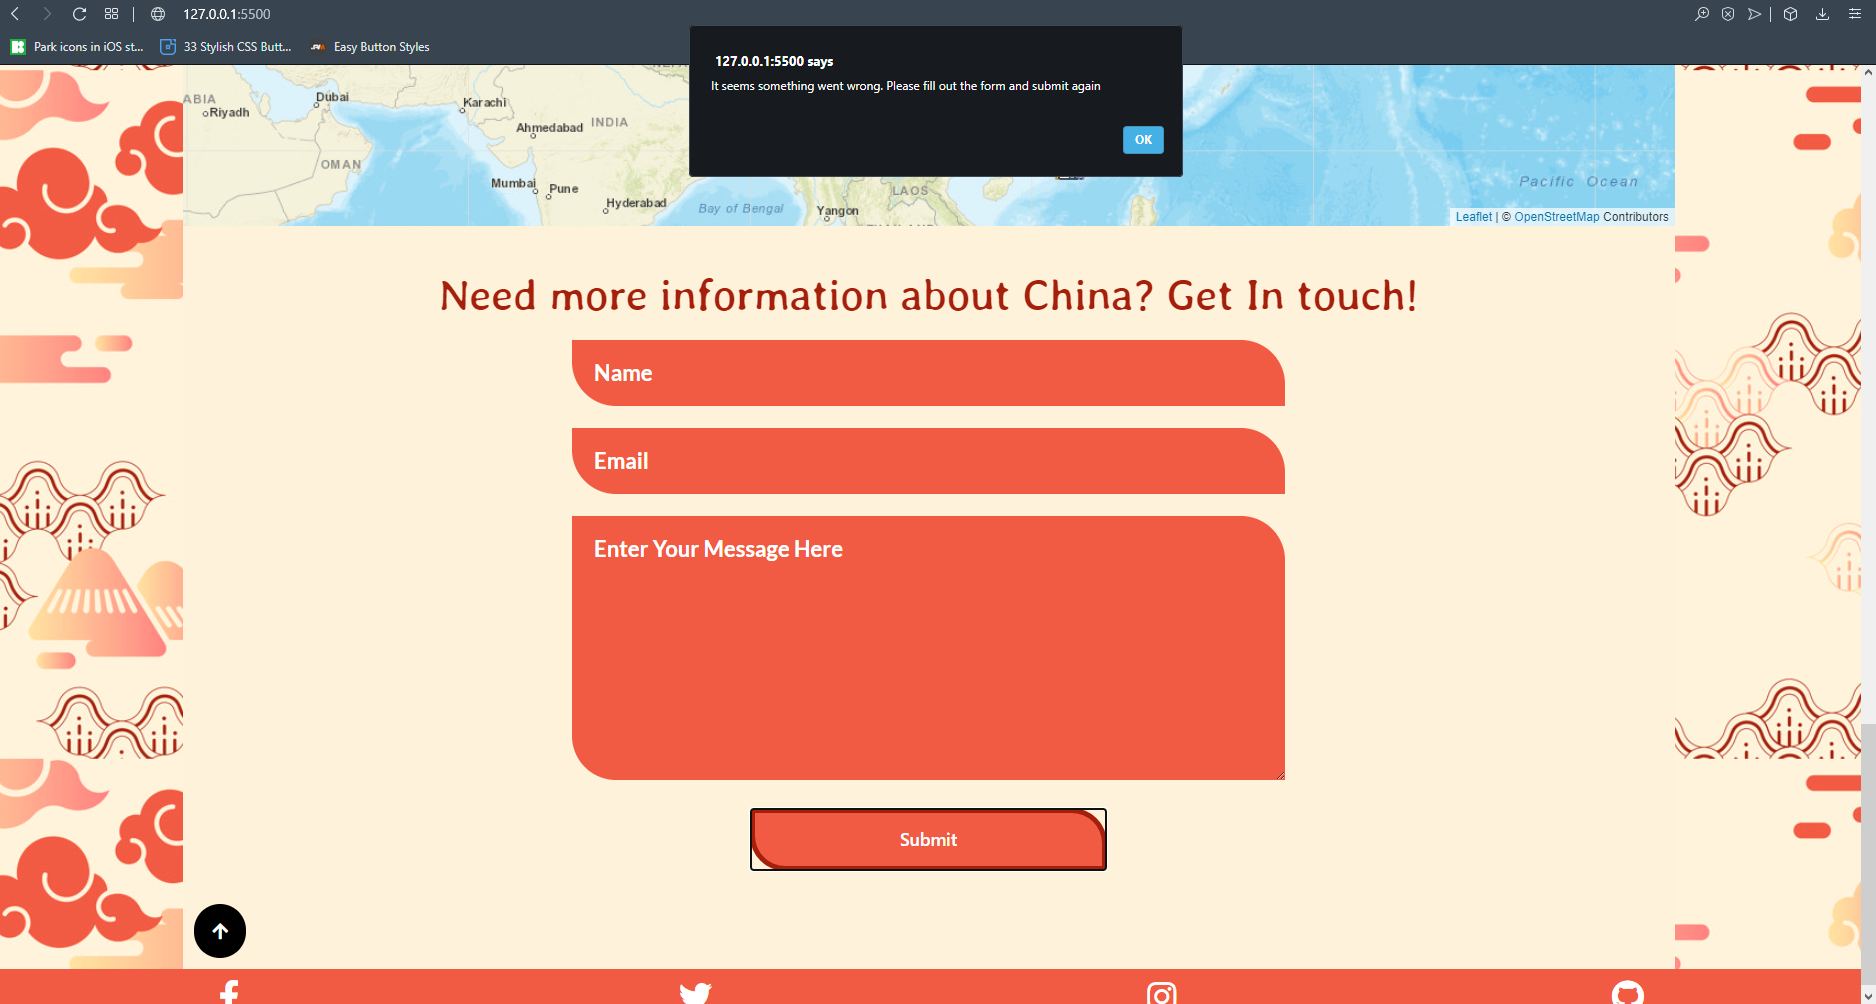 127.0.0.1:5500
Park icons in iOS st...
33 Stylish CSS Butt...
Easy Button Styles
127.0.0.1:5500 says
It seems something went wrong. Please fill out the form and submit again
OK
ABIA
Riyadh
Dubai
OMAN
Karachi
Ahmedabad
INDIA
Mumbai
Pune
Hyderabad
Bay of Bengal
Yangon
LAOS
Pacific Ocean
Leaflet | © OpenStreetMap Contributors
Need more information about China? Get In touch!
Name
Email
Enter Your Message Here
Submit